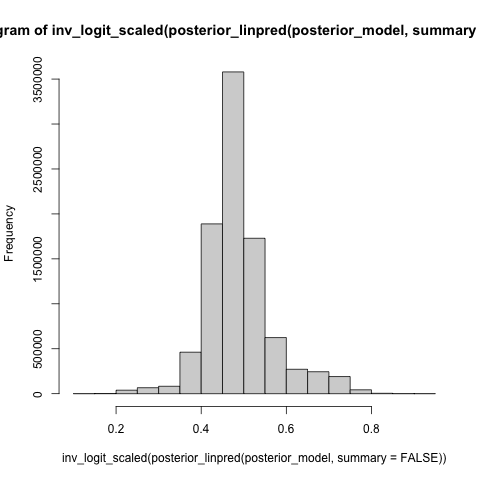 gram of inv_logit_scaled(posterior_linpred(posterior_model, summary
Frequency
3500000
2500000
1500000
500000
0
0.2 0.4 0.6 0.8
inv_logit_scaled(posterior_linpred(posterior_model, summary = FALSE))